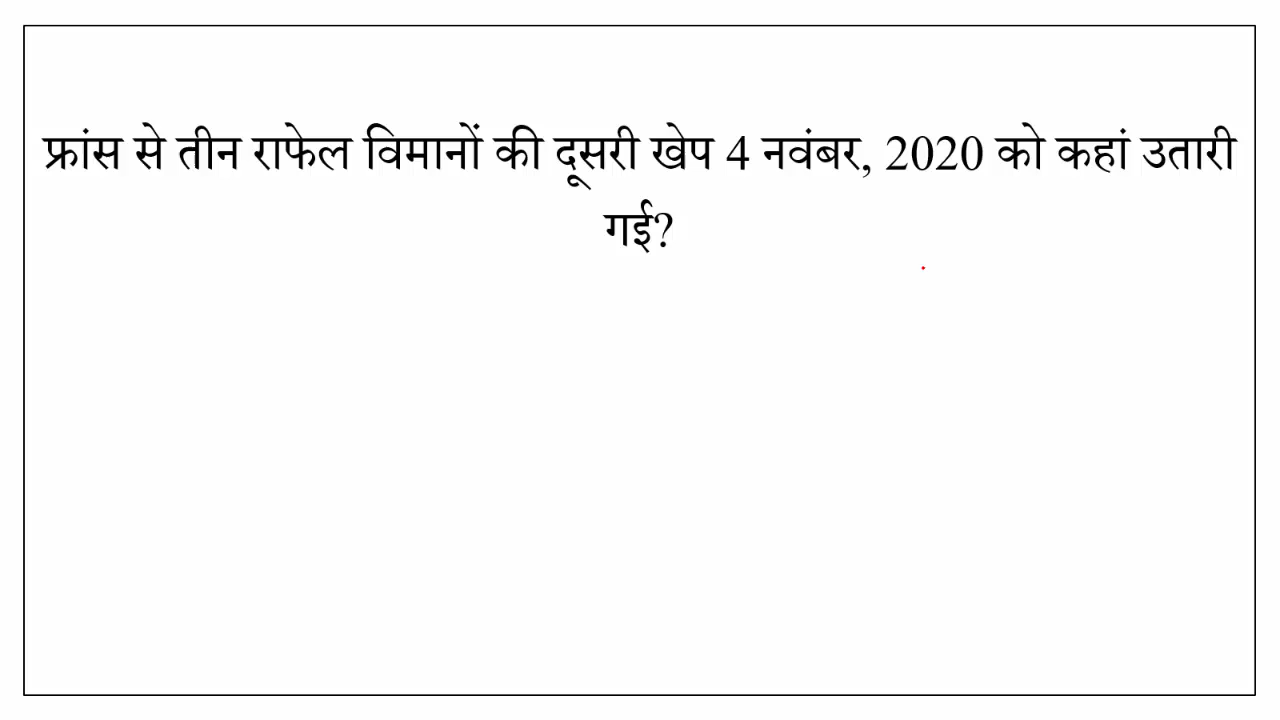 फ्रांस से तीन राफेल विमानों की दूसरी खेप 4 नवंबर, 2020 को कहां उतारी
गई?